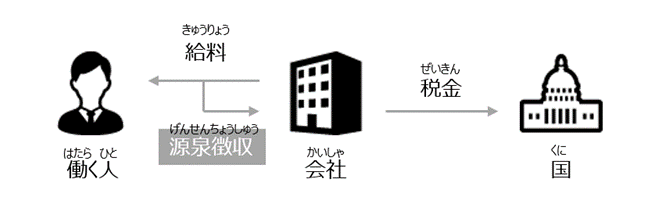 きゅうりょう
給料
ぜいきん
税金
げんせんちょうしゅう
源泉徴収
はたら ひと
働く人
かいしゃ
会社
くに
国